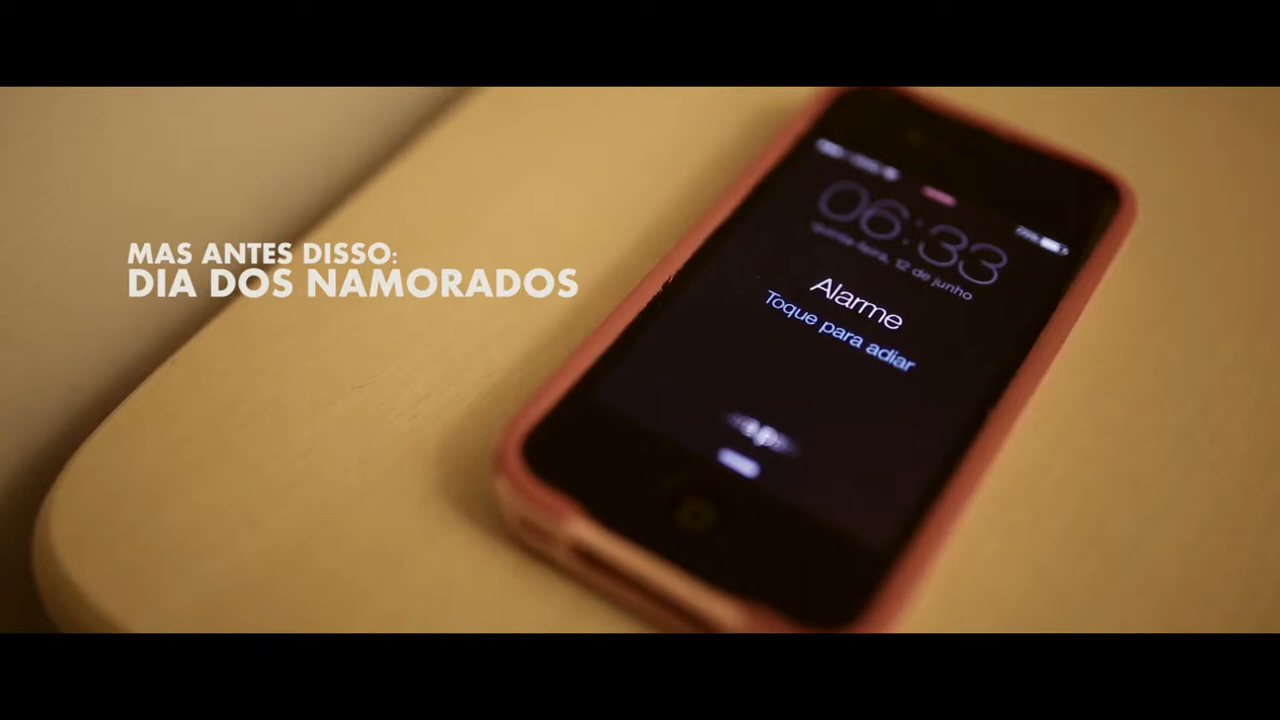 MAS ANTES DISSO:
DIA DOS NAMORADOS
06:33
quinta-feira, 12 de junho
Alarme
Toque para adiar